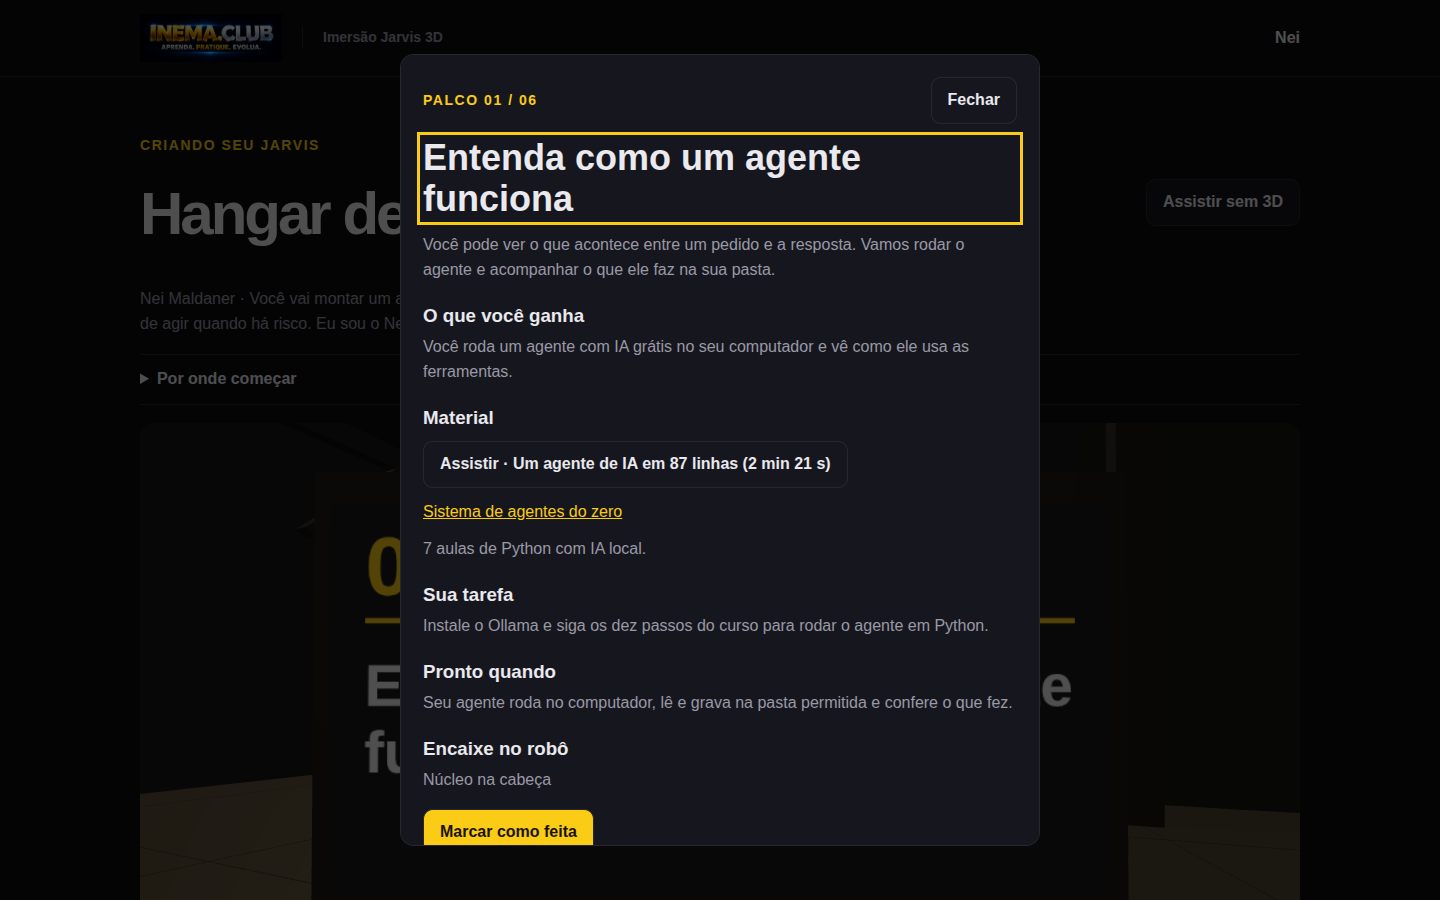 INEMA.CLUB
APRENDA. PRATIQUE. EVOLUA.
Imersão Jarvis 3D
Nei
PALCO 01 / 06
Fechar
CRIANDO SEU JARVIS
Entenda como um agente
funciona
Hangar de
Assistir sem 3D
Você pode ver o que acontece entre um pedido e a resposta. Vamos rodar o
agente e acompanhar o que ele faz na sua pasta.
Nei Maldaner · Você vai montar um a
de agir quando há risco. Eu sou o Ne
O que você ganha
Você roda um agente com IA grátis no seu computador e vê como ele usa as
ferramentas.
Por onde começar
Material
Assistir · Um agente de IA em 87 linhas (2 min 21 s)
Sistema de agentes do zero
7 aulas de Python com IA local.
Sua tarefa
Instale o Ollama e siga os dez passos do curso para rodar o agente em Python.
Pronto quando
Seu agente roda no computador, lê e grava na pasta permitida e confere o que fez.
Encaixe no robô
Núcleo na cabeça
Marcar como feita